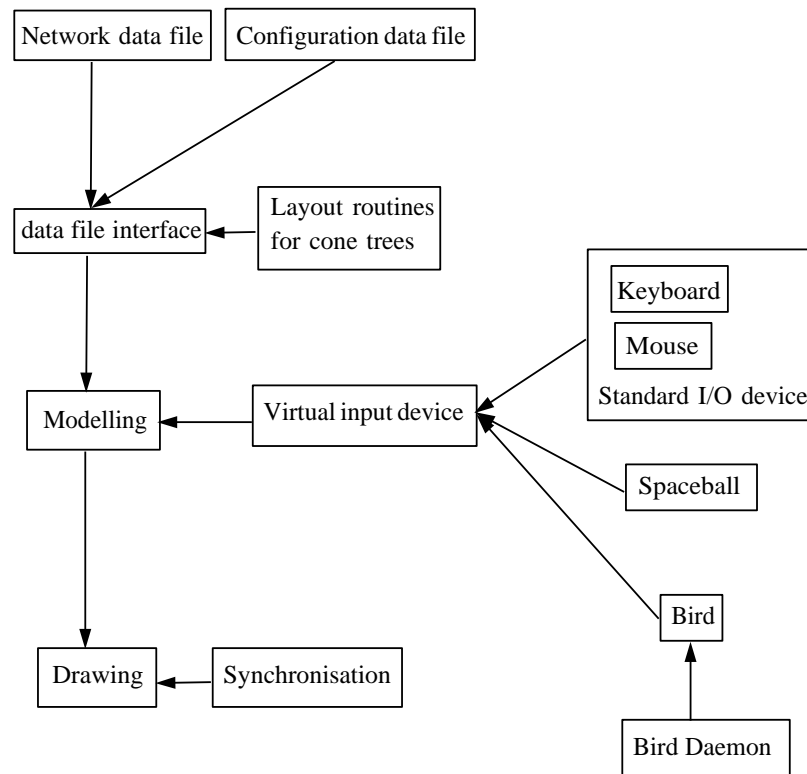 Network data file
Configuration data file
data file interface
Layout routines
for cone trees
Keyboard
Mouse
Standard I/O device
Modelling
Virtual input device
Spaceball
Bird
Drawing
Synchronisation
Bird Daemon